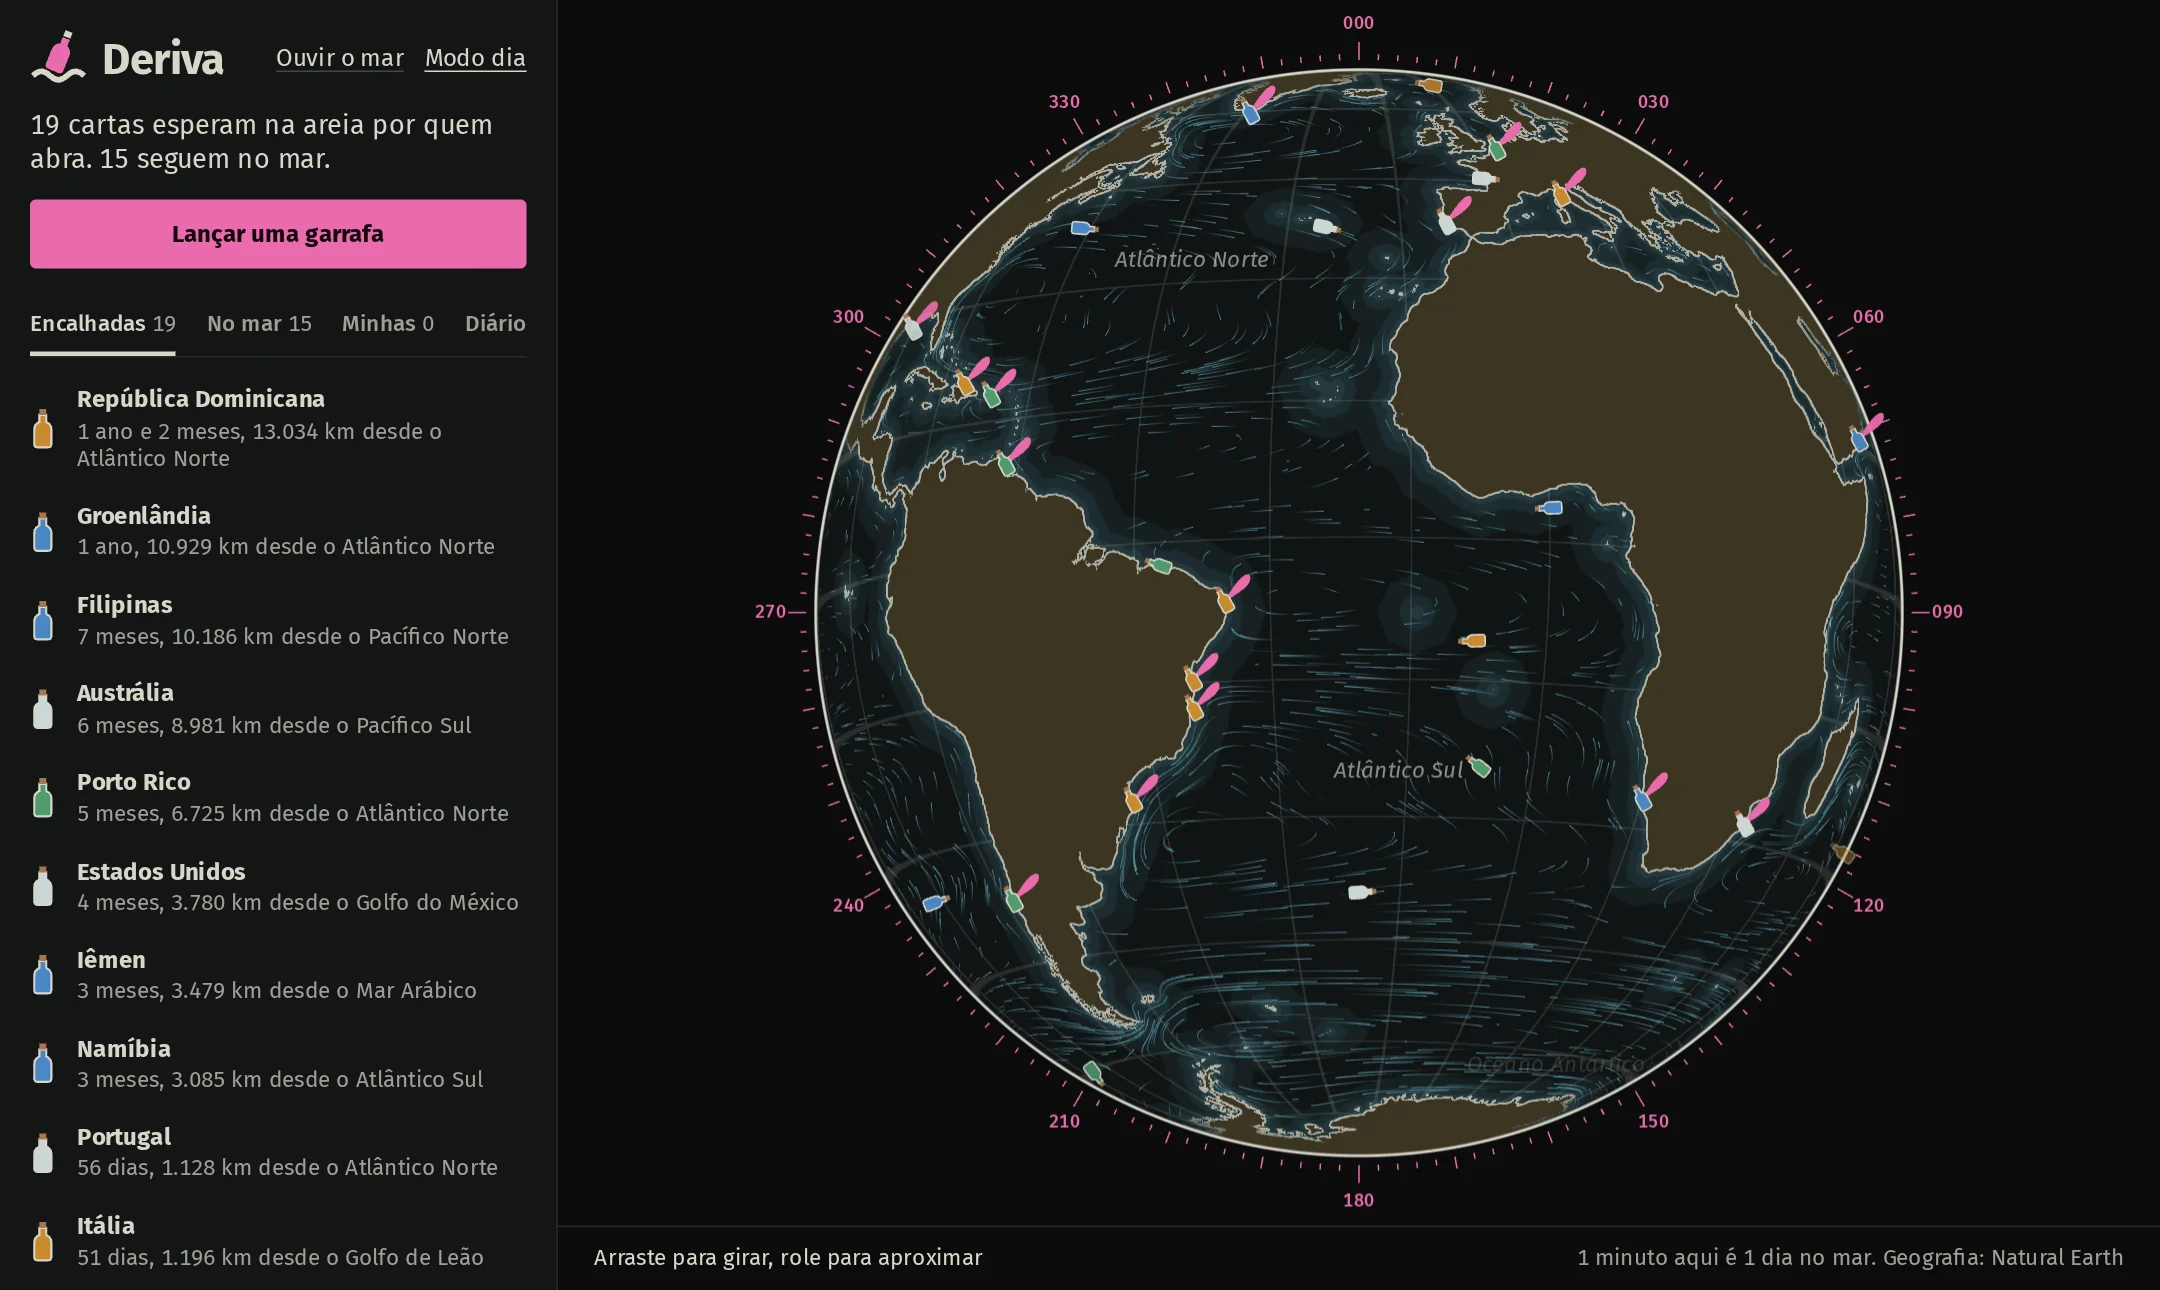 Deriva
Ouvir o mar
Modo dia
19 cartas esperam na areia por quem
abra. 15 seguem no mar.
Lançar uma garrafa
Encalhadas 19
No mar 15
Minhas 0
Diário
República Dominicana
1 ano e 2 meses, 13.034 km desde o
Atlântico Norte
Groenlândia
1 ano, 10.929 km desde o Atlântico Norte
Filipinas
7 meses, 10.186 km desde o Pacífico Norte
Austrália
6 meses, 8.981 km desde o Pacífico Sul
Porto Rico
5 meses, 6.725 km desde o Atlântico Norte
Estados Unidos
4 meses, 3.780 km desde o Golfo do México
Iêmen
3 meses, 3.479 km desde o Mar Arábico
Namíbia
3 meses, 3.085 km desde o Atlântico Sul
Portugal
56 dias, 1.128 km desde o Atlântico Norte
Itália
51 dias, 1.196 km desde o Golfo de Leão
000
330
030
Atlântico Norte
300
060
270
090
Atlântico Sul
240
120
Oceano Antártico
210
150
180
Arraste para girar, role para aproximar
1 minuto aqui é 1 dia no mar. Geografia: Natural Earth